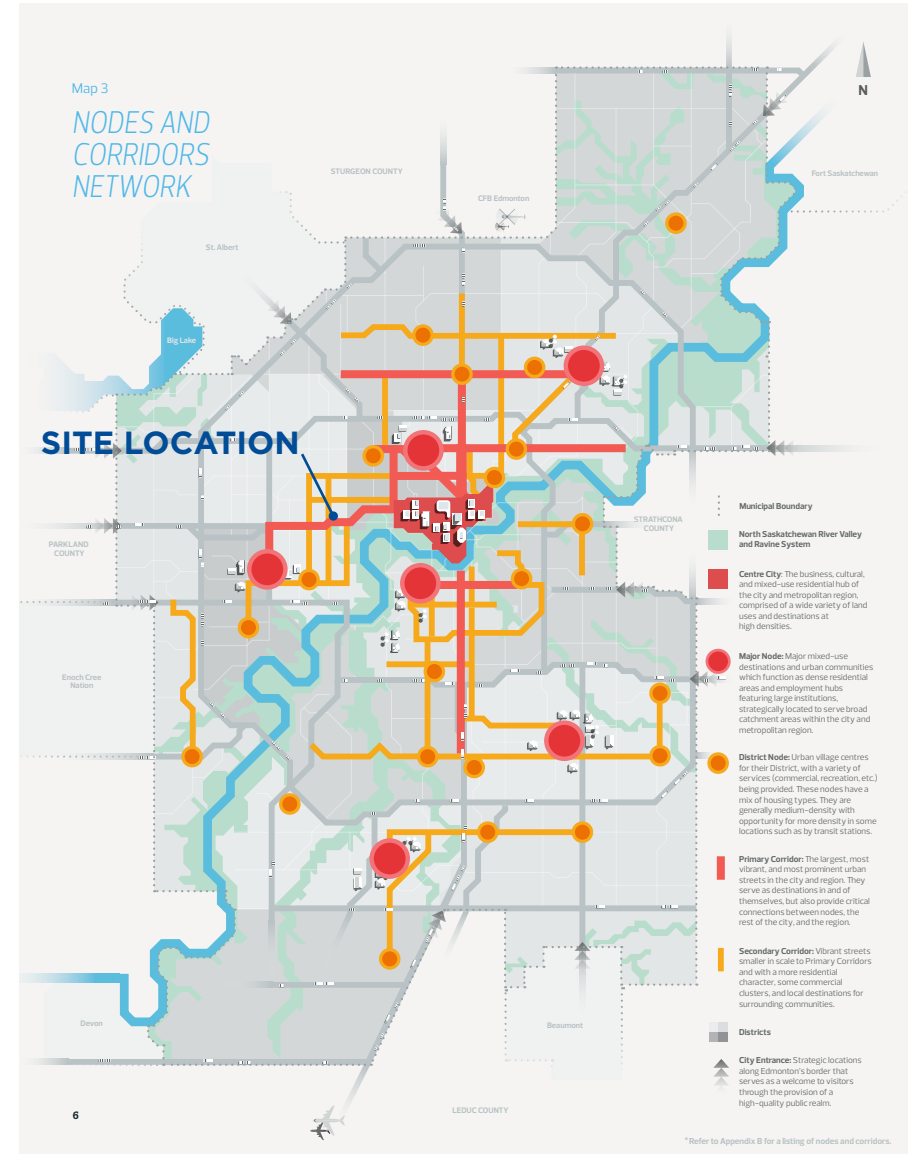 Map 3
NODES AND
CORRIDORS
NETWORK
N
STURGEON COUNTY
CFB Edmonton
Fort Saskatchewan
St. Albert
Big Lake
SITE LOCATION
PARKLAND
COUNTY
STRATHCONA
COUNTY
Enoch Cree
Nation
Devon
Beaumont
LEDUC COUNTY
Municipal Boundary
North Saskatchewan River Valley
and Ravine System
Centre City: The business, cultural,
and mixed-use residential hub of
the city and metropolitan region,
comprised of a wide variety of land
uses and destinations at
high densities.
Major Node: Major mixed-use
destinations and urban communities
which function as dense residential
areas and employment hubs
featuring large institutions,
strategically located to serve broad
catchment areas within the city and
metropolitan region.
District Node: Urban village centres
for their District, with a variety of
services (commercial, recreation, etc.)
being provided. These nodes have a
mix of housing types. They are
generally medium-density with
opportunity for more density in some
locations such as by transit stations.
Primary Corridor: The largest, most
vibrant, and most prominent urban
streets in the city and region. They
serve as destinations in and of
themselves, but also provide critical
connections between nodes, the
rest of the city, and the region.
Secondary Corridor: Vibrant streets
smaller in scale to Primary Corridors
and with a more residential
character, some commercial
clusters, and local destinations for
surrounding communities.
Districts
City Entrance: Strategic locations
along Edmonton's border that
serves as a welcome to visitors
through the provision of a
high-quality public realm.
6
*Refer to Appendix B for a listing of nodes and corridors.